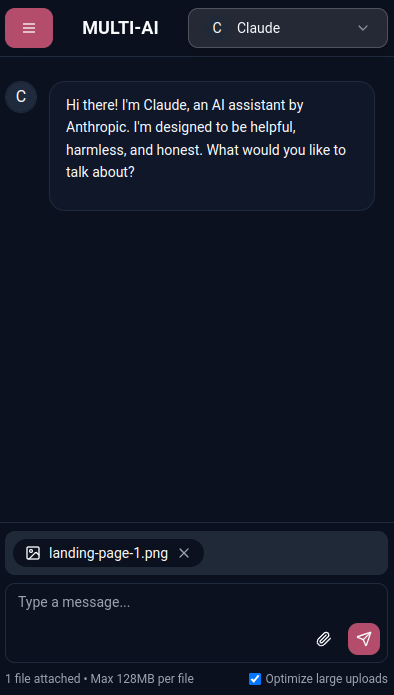 MULTI-AI
C Claude
C
Hi there! I'm Claude, an AI assistant by
Anthropic. I'm designed to be helpful,
harmless, and honest. What would you like to
talk about?
landing-page-1.png
Type a message...
1 file attached • Max 128MB per file
Optimize large uploads